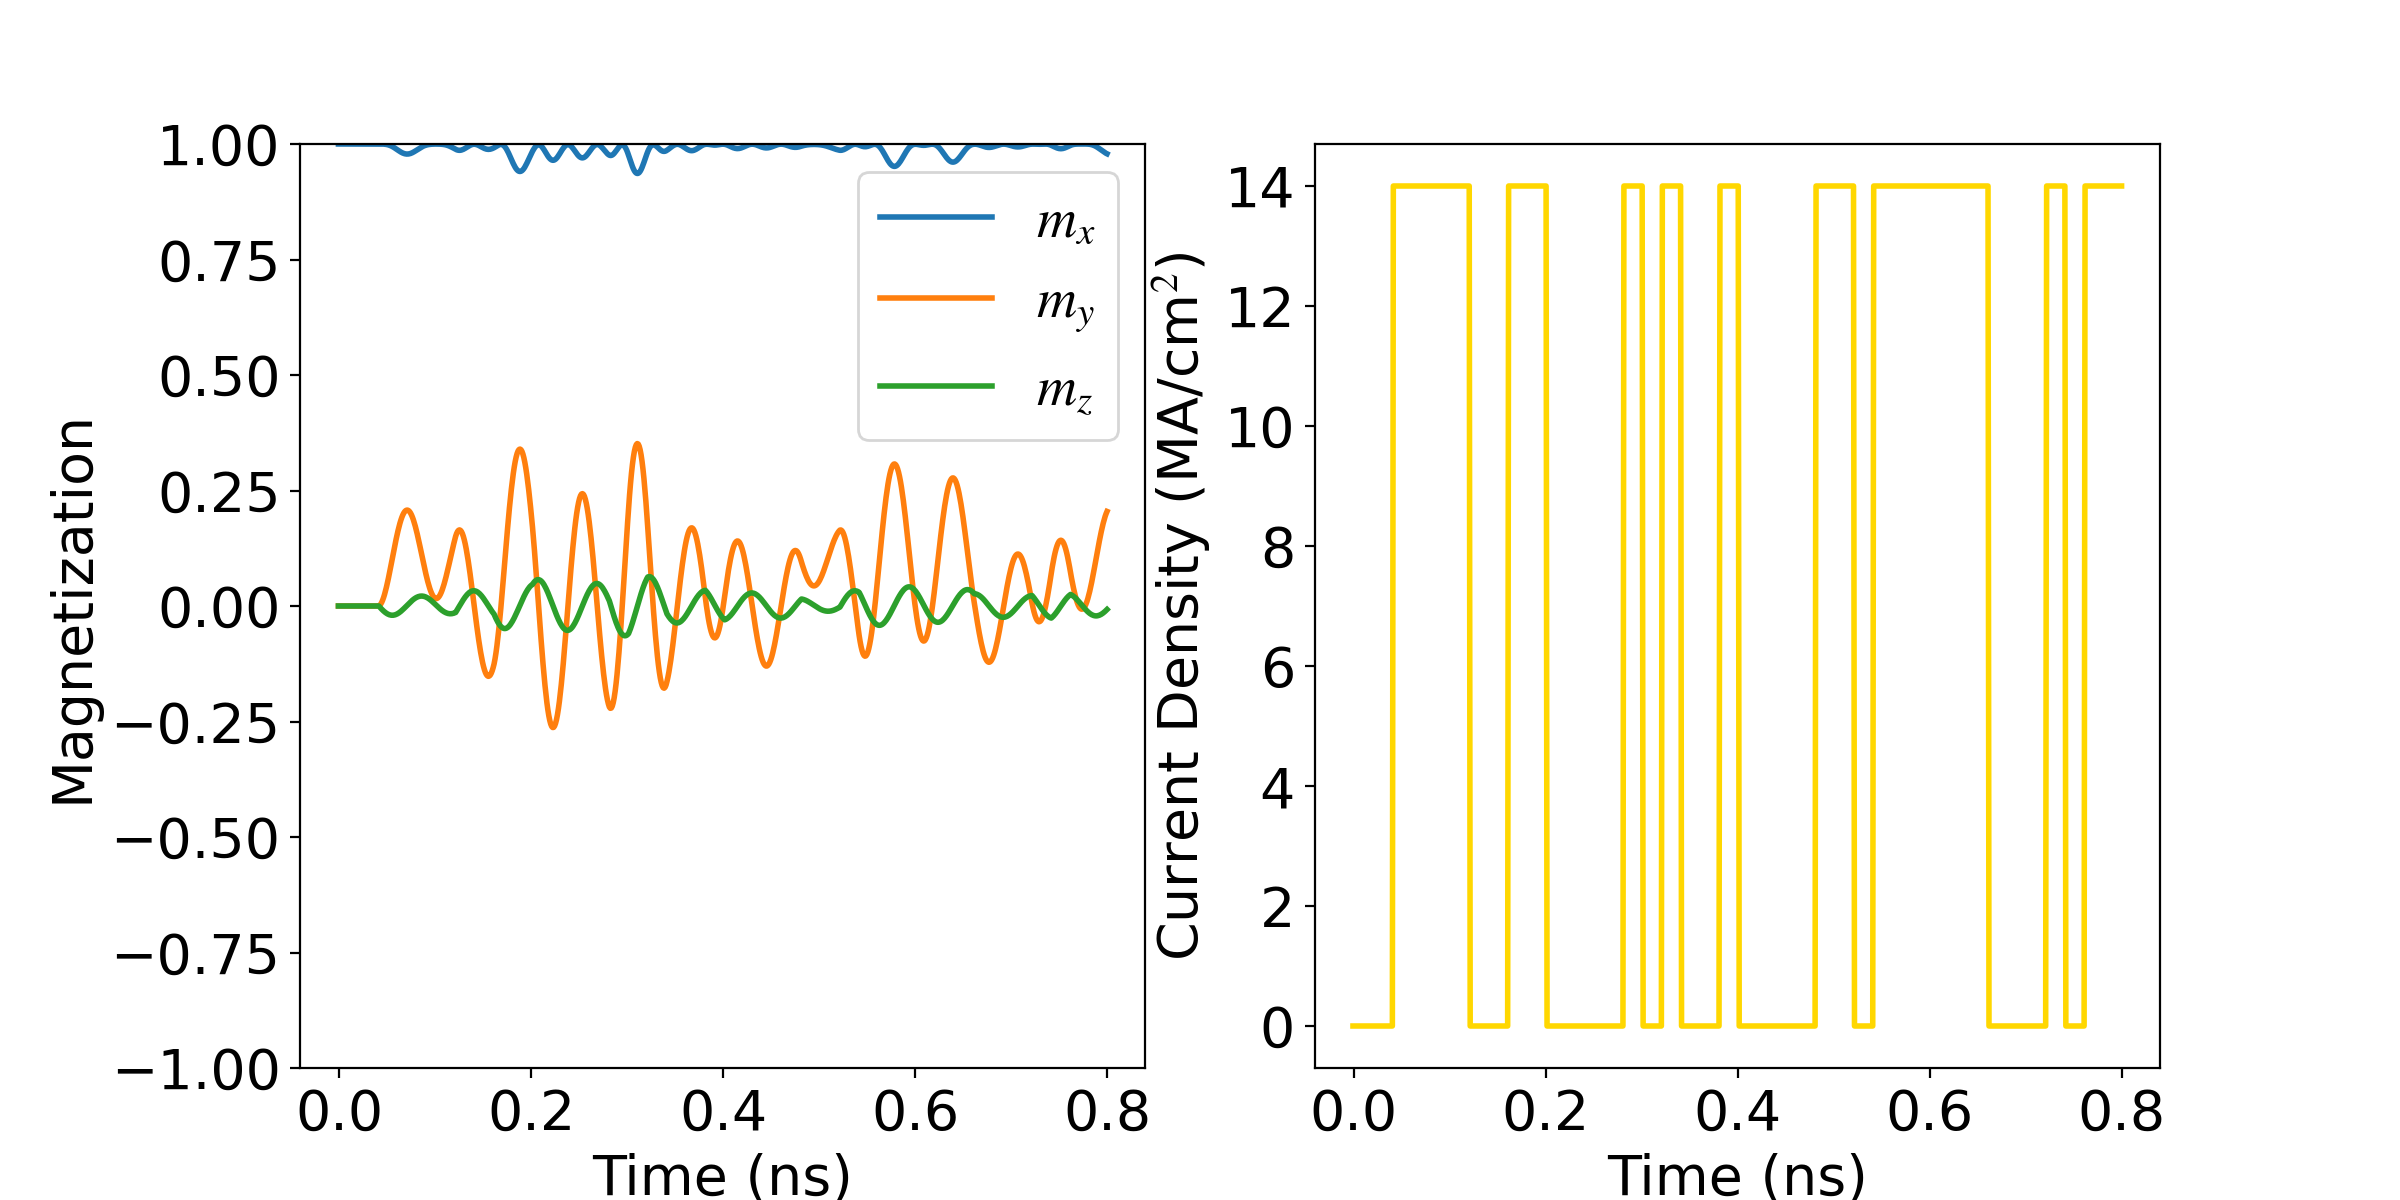 1.00
0.75
0.50
0.25
0.00
−0.25
−0.50
−0.75
−1.00
Magnetization
0.0 0.2 0.4 0.6 0.8
Time (ns)
m_x
m_y
m_z
14
12
10
8
6
4
2
0
Current Density (MA/cm²)
0.0 0.2 0.4 0.6 0.8
Time (ns)